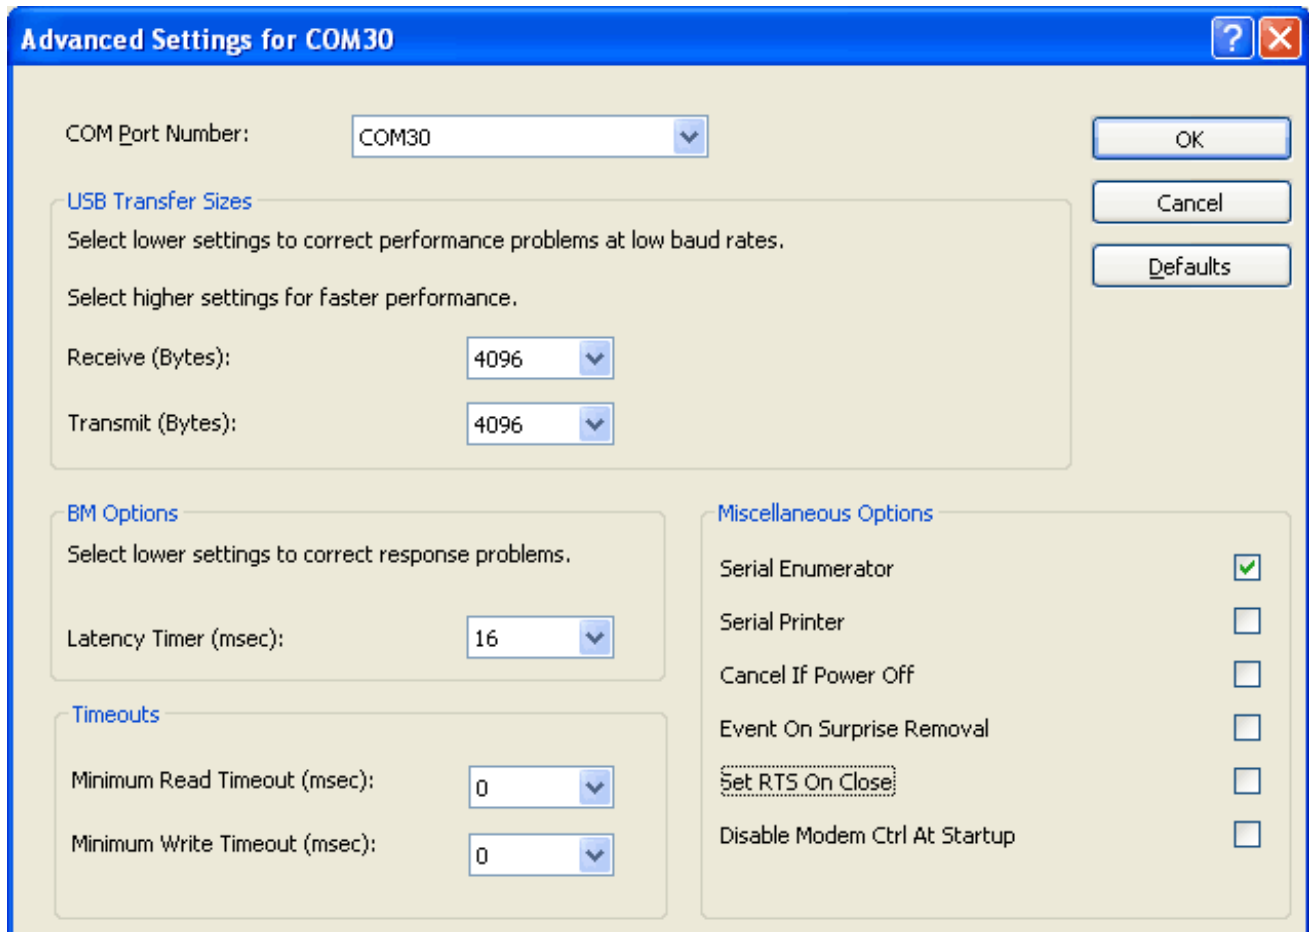 Advanced Settings for COM30
COM Port Number:
COM30
OK
Cancel
Defaults
USB Transfer Sizes
Select lower settings to correct performance problems at low baud rates.
Select higher settings for faster performance.
Receive (Bytes):
4096
Transmit (Bytes):
4096
BM Options
Select lower settings to correct response problems.
Latency Timer (msec):
16
Timeouts
Minimum Read Timeout (msec):
0
Minimum Write Timeout (msec):
0
Miscellaneous Options
Serial Enumerator
Serial Printer
Cancel If Power Off
Event On Surprise Removal
Set RTS On Close
Disable Modem Ctrl At Startup